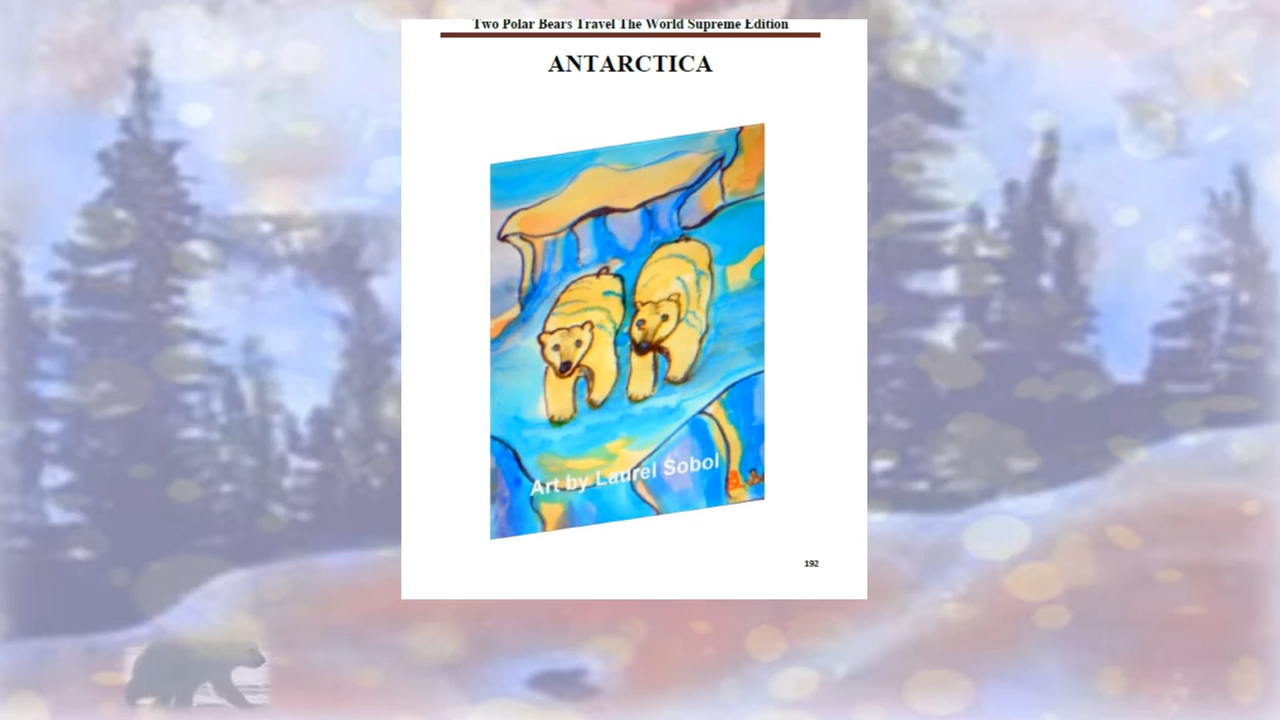 Two Polar Bears Travel The World Supreme Edition
ANTARCTICA
Art by Laurel Sobol
192